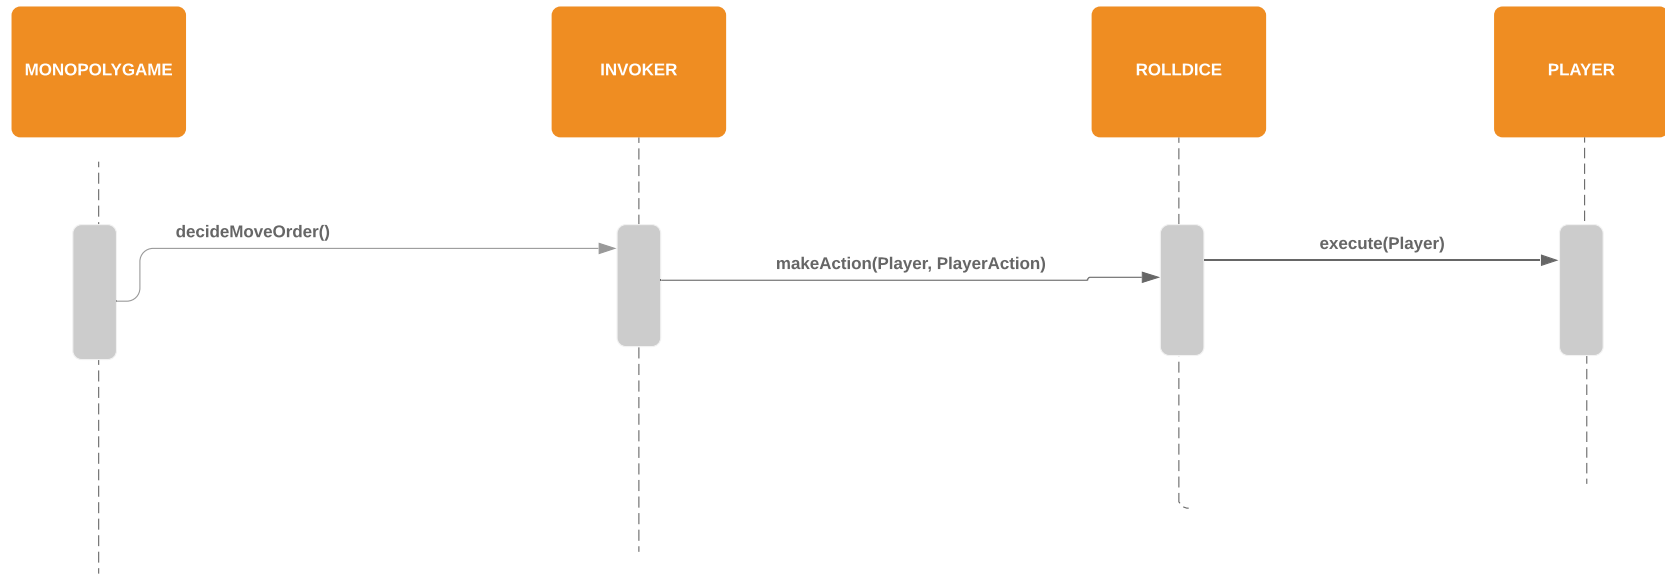 MONOPOLYGAME
INVOKER
ROLLDICE
PLAYER
decideMoveOrder()
makeAction(Player, PlayerAction)
execute(Player)